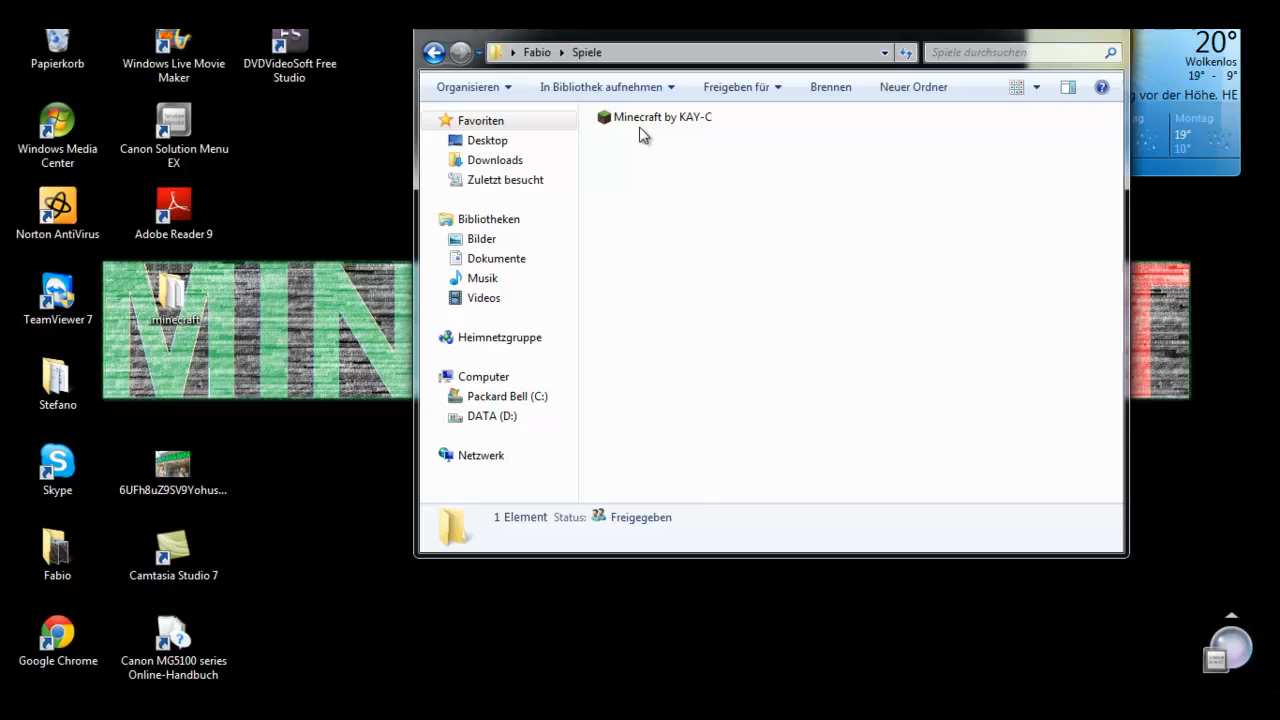 Papierkorb
Windows Live Movie
Maker
DVDVideoSoft Free
Studio
Windows Media
Center
Canon Solution Menu
EX
Norton AntiVirus
Adobe Reader 9
TeamViewer 7
minecraft
Stefano
Skype
6UFh8uZ9SV9Yohus...
Fabio
Camtasia Studio 7
Google Chrome
Canon MG5100 series
Online-Handbuch
MIN
T
Fabio
Spiele
Spiele durchsuchen
Organisieren
In Bibliothek aufnehmen
Freigeben für
Brennen
Neuer Ordner
Favoriten
Desktop
Downloads
Zuletzt besucht
Bibliotheken
Bilder
Dokumente
Musik
Videos
Heimnetzgruppe
Computer
Packard Bell (C:)
DATA (D:)
Netzwerk
Minecraft by KAY-C
1 Element Status: Freigegeben
20°
Wolkenlos
19° - 9°
g vor der Höhe, HE
ag
Montag
19°
10°